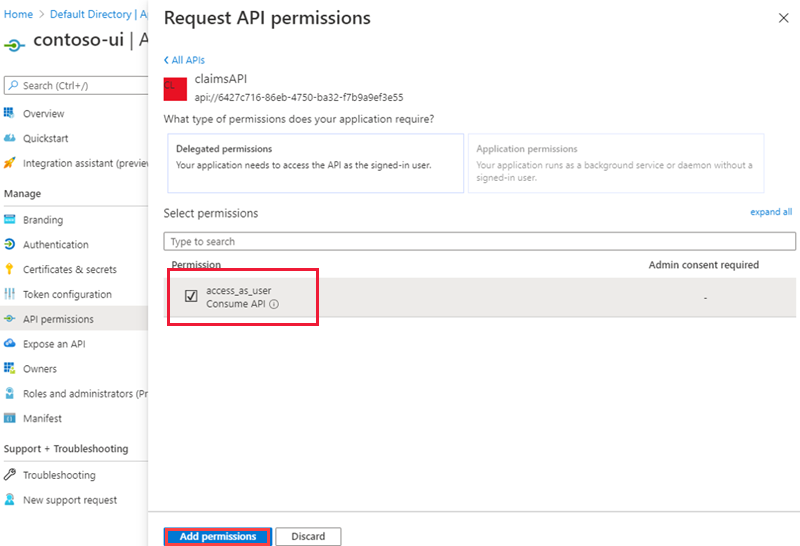 Home > Default Directory | Ap
contoso-ui | A
Search (Ctrl+/)
Overview
Quickstart
Integration assistant (preview
Manage
Branding
Authentication
Certificates & secrets
Token configuration
API permissions
Expose an API
Owners
Roles and administrators (Pr
Manifest
Support + Troubleshooting
Troubleshooting
New support request
Request API permissions
All APIs
CL
claimsAPI
api://6427c716-86eb-4750-ba32-f7b9a9ef3e55
What type of permissions does your application require?
Delegated permissions
Your application needs to access the API as the signed-in user.
Application permissions
Your application runs as a background service or daemon without a
signed-in user.
Select permissions
expand all
Type to search
Permission
Admin consent required
access_as_user
Consume API
-
Add permissions
Discard